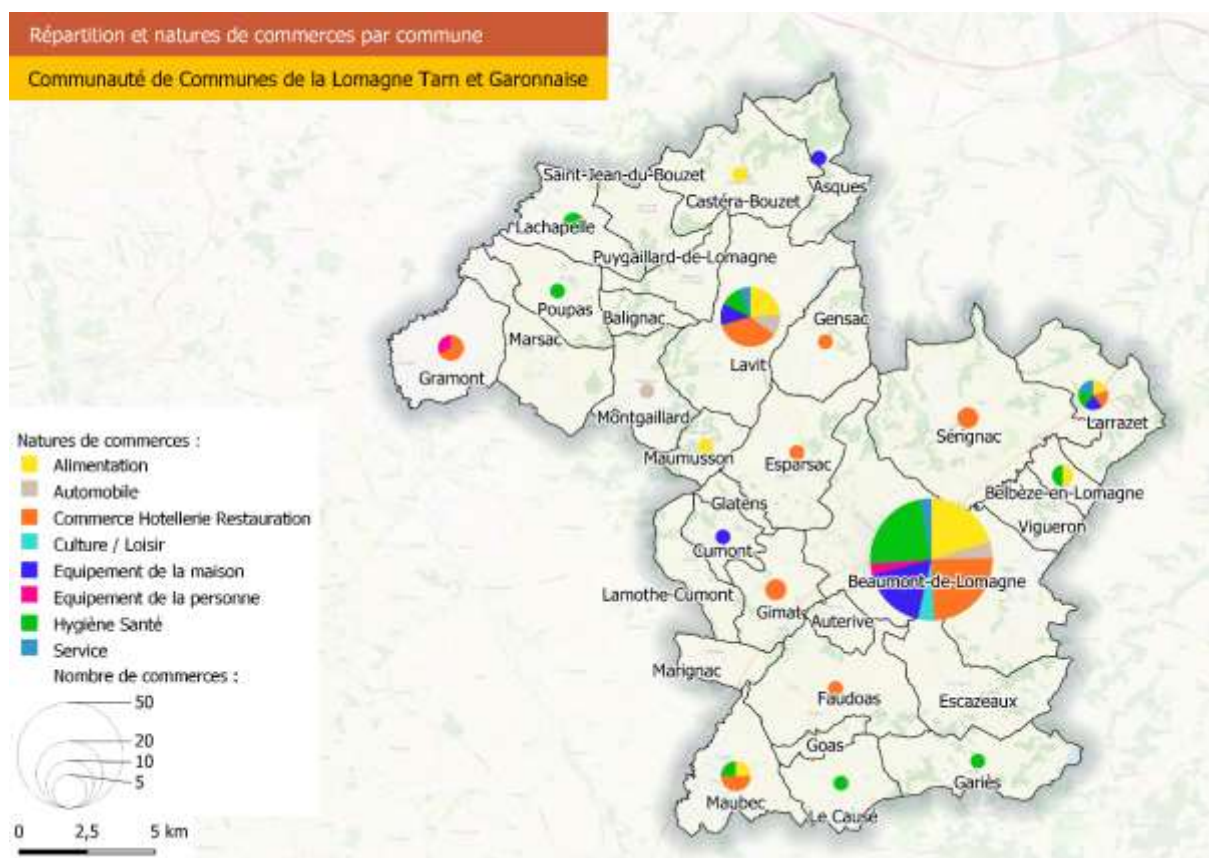 Répartition et natures de commerces par commune
Communauté de Communes de la Lomagne Tarn et Garonnaise
Saint-Jean-du-Bouzet
Asques
Castéra-Bouzet
Lachapelle
Puygaillard-de-Lomagne
Poupas
Balignac
Gensac
Marsac
Lavit
Gramont
Montgaillard
Larrazet
Sérignac
Maumusson
Esparsac
Belbèze-en-Lomagne
Glatens
Vigueron
Cumont
Beaumont-de-Lomagne
Lamothe-Cumont
Gimat
Auterive
Marignac
Faudoas
Escazeaux
Goas
Gariès
Maubec
Le Causé
Natures de commerces :
Alimentation
Automobile
Commerce Hotellerie Restauration
Culture / Loisir
Equipement de la maison
Equipement de la personne
Hygiène Santé
Service
Nombre de commerces :
50
20
10
5
0 2,5 5 km